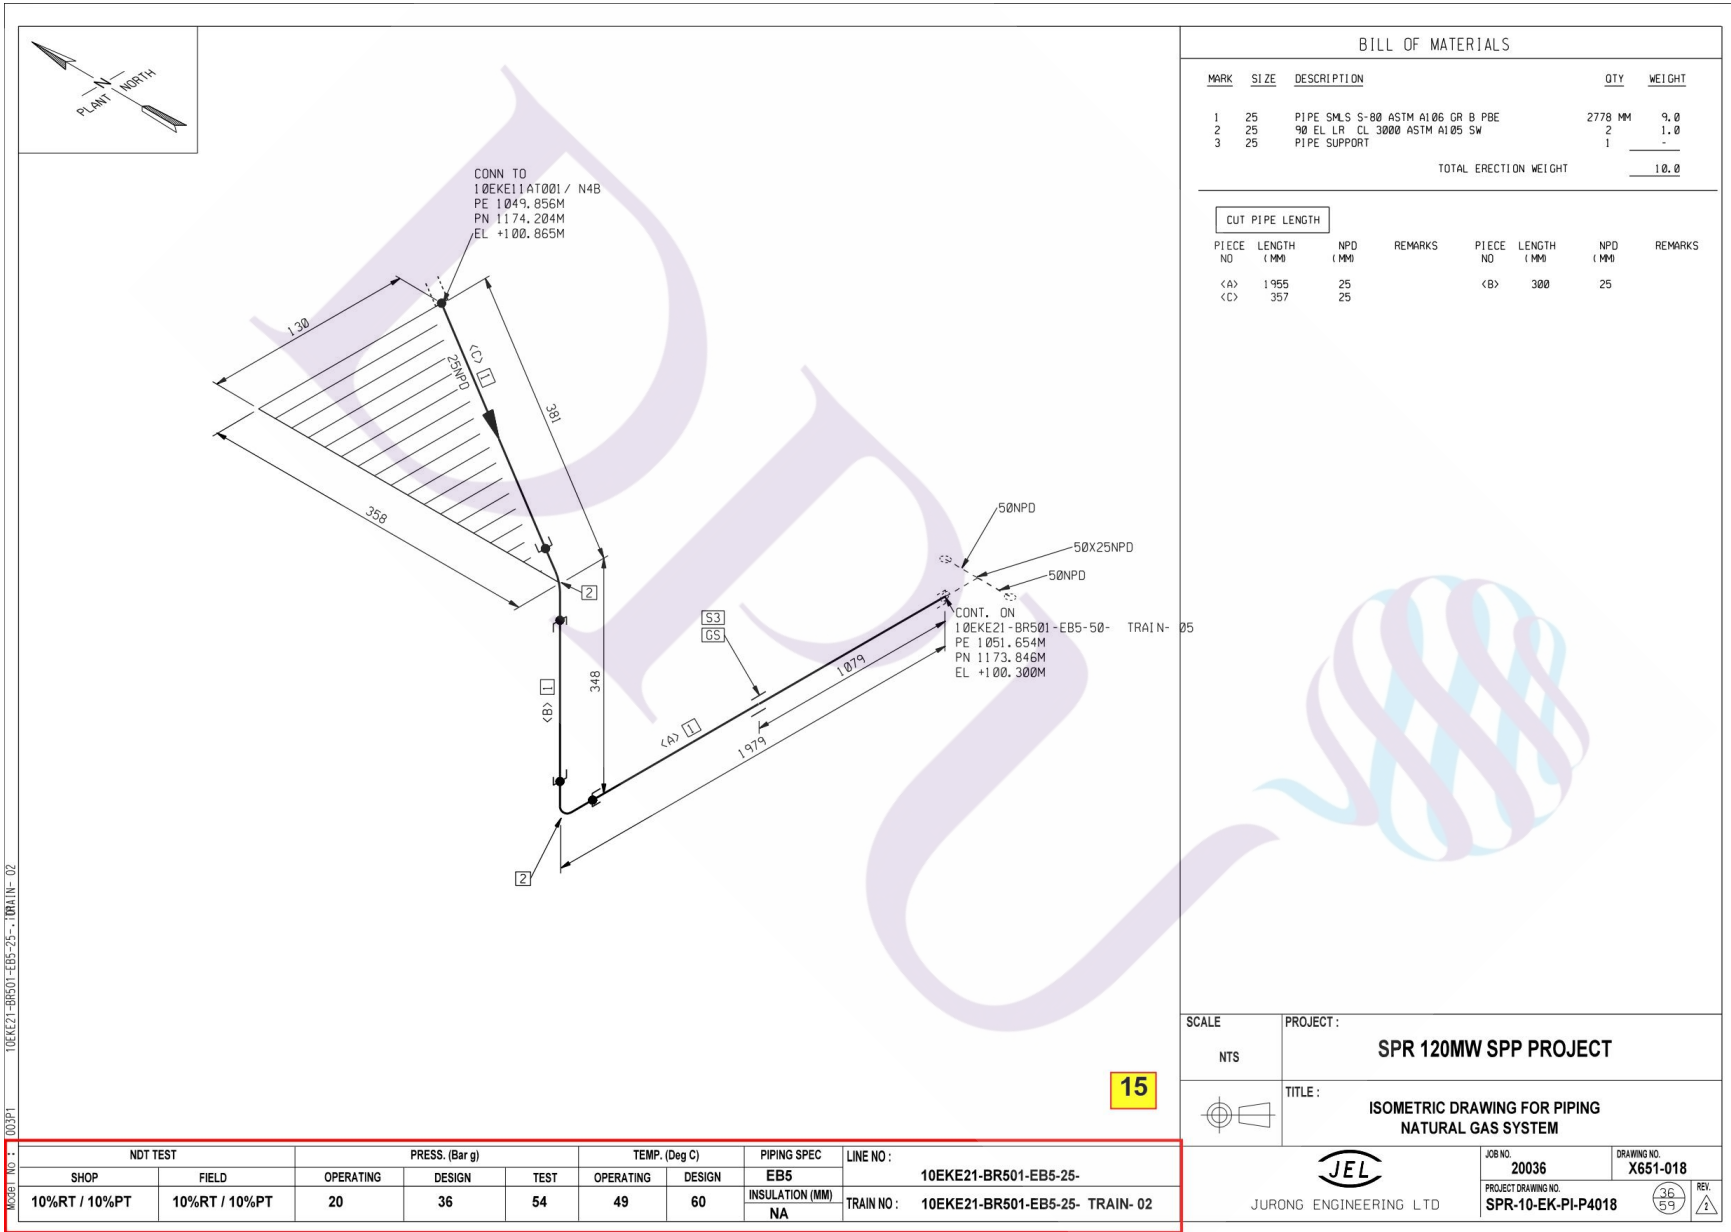 N
PLANT NORTH
CONN TO
10EKE11AT001/ N4B
PE 1049.856M
PN 1174.204M
EL +100.865M
130
<C> 1
25NPD
381
358
2
348
<B> 1
S3
GS
<A> 1
1079
1979
2
50NPD
50X25NPD
50NPD
CONT. ON
10EKE21-BR501-EB5-50- TRAIN- 05
PE 1051.654M
PN 1173.846M
EL +100.300M
DPU
15
BILL OF MATERIALS
MARK SIZE DESCRIPTION QTY WEIGHT
1 25 PIPE SMLS S-80 ASTM A106 GR B PBE 2778 MM 9.0
2 25 90 EL LR CL 3000 ASTM A105 SW 2 1.0
3 25 PIPE SUPPORT 1 -
TOTAL ERECTION WEIGHT 10.0
CUT PIPE LENGTH
PIECE LENGTH NPD REMARKS PIECE LENGTH NPD REMARKS
NO (MM) (MM) NO (MM) (MM)
<A> 1955 25 <B> 300 25
<C> 357 25
SCALE
NTS
PROJECT :
SPR 120MW SPP PROJECT
TITLE :
ISOMETRIC DRAWING FOR PIPING
NATURAL GAS SYSTEM
JEL
JURONG ENGINEERING LTD
JOB NO.
20036
DRAWING NO.
X651-018
PROJECT DRAWING NO.
SPR-10-EK-PI-P4018
36
59
REV.
2
NDT TEST PRESS. (Bar g) TEMP. (Deg C) PIPING SPEC LINE NO :
SHOP FIELD OPERATING DESIGN TEST OPERATING DESIGN EB5 10EKE21-BR501-EB5-25-
10%RT / 10%PT 10%RT / 10%PT 20 36 54 49 60 INSULATION (MM) TRAIN NO : 10EKE21-BR501-EB5-25- TRAIN- 02
NA
Model No : 003P1 10EKE21-BR501-EB5-25-. TRAIN- 02